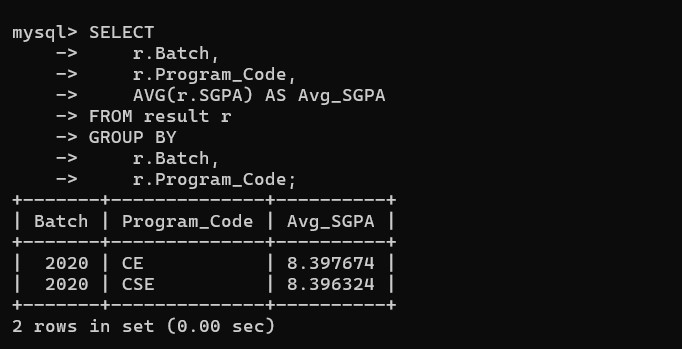 mysql> SELECT
    ->     r.Batch,
    ->     r.Program_Code,
    ->     AVG(r.SGPA) AS Avg_SGPA
    -> FROM result r
    -> GROUP BY
    ->     r.Batch,
    ->     r.Program_Code;
+-------+--------------+----------+
| Batch | Program_Code | Avg_SGPA |
+-------+--------------+----------+
|  2020 | CE           | 8.397674 |
|  2020 | CSE          | 8.396324 |
+-------+--------------+----------+
2 rows in set (0.00 sec)